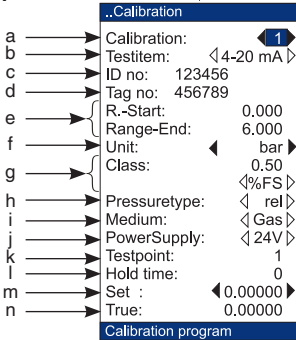 ..Calibration
a Calibration: 1
b Testitem: 4-20 mA
c ID no: 123456
d Tag no: 456789
e R.-Start: 0.000
Range-End: 6.000
f Unit: bar
g Class: 0.50
%FS
h Pressuretype: rel
i Medium: Gas
j PowerSupply: 24V
k Testpoint: 1
l Hold time: 0
m Set : 0.00000
n True: 0.00000
Calibration program